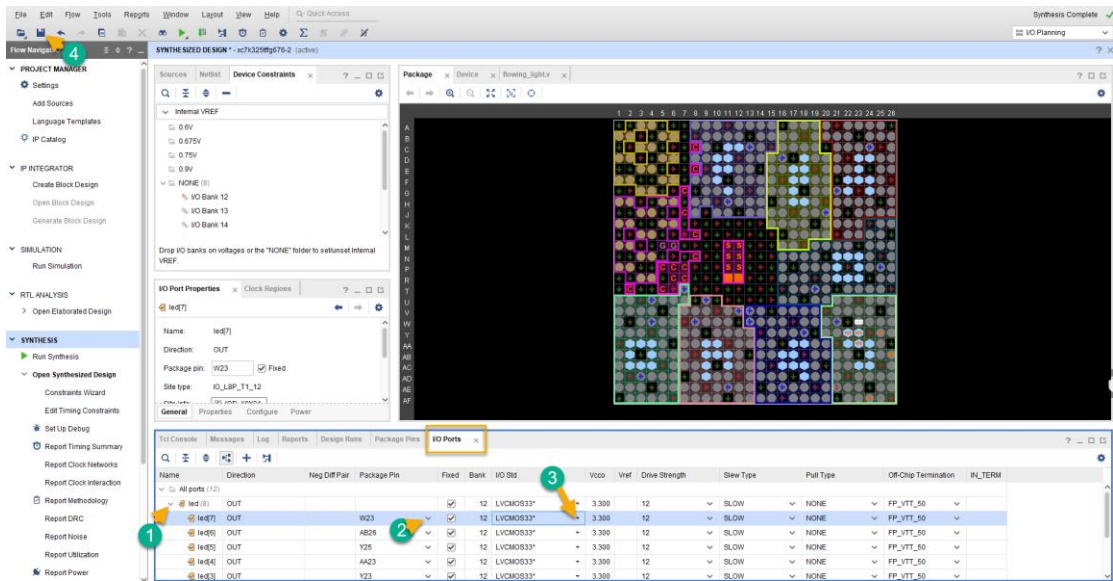 File Edit Flow Tools Reports Window Layout View Help Q- Quick Access
Synthesis Complete
I/O Planning
4
Flow Navigator
SYNTHESIZED DESIGN * - xc7k325tffg676-2 (active)
PROJECT MANAGER
Settings
Add Sources
Language Templates
IP Catalog
IP INTEGRATOR
Create Block Design
Open Block Design
Generate Block Design
SIMULATION
Run Simulation
RTL ANALYSIS
Open Elaborated Design
SYNTHESIS
Run Synthesis
Open Synthesized Design
Constraints Wizard
Edit Timing Constraints
Set Up Debug
Report Timing Summary
Report Clock Networks
Report Clock Interaction
Report Methodology
Report DRC
Report Noise
Report Utilization
Report Power
Sources Netlist Device Constraints
Internal VREF
0.6V
0.675V
0.75V
0.9V
NONE (8)
I/O Bank 12
I/O Bank 13
I/O Bank 14
Drop I/O banks on voltages or the "NONE" folder to set/unset Internal
VREF.
I/O Port Properties Clock Regions
led[7]
Name: led[7]
Direction: OUT
Package pin: W23 Fixed
Site type: IO_L8P_T1_12
General Properties Configure Power
Package Device flowing_light.v
1 2 3 4 5 6 7 8 9 10 11 12 13 14 15 16 17 18 19 20 21 22 23 24 25 26
A
B
C
D
E
F
G
H
J
K
L
M
N
P
R
T
U
V
W
Y
AA
AB
AC
AD
AE
AF
Tcl Console Messages Log Reports Design Runs Package Pins I/O Ports
Name Direction Neg Diff Pair Package Pin Fixed Bank I/O Std Vcco Vref Drive Strength Slew Type Pull Type Off-Chip Termination IN_TERM
All ports (12)
led (8) OUT 12 LVCMOS33* 3.300 12 SLOW NONE FP_VTT_50
led[7] OUT W23 12 LVCMOS33* 3.300 12 SLOW NONE FP_VTT_50
led[6] OUT AB26 12 LVCMOS33* 3.300 12 SLOW NONE FP_VTT_50
led[5] OUT Y25 12 LVCMOS33* 3.300 12 SLOW NONE FP_VTT_50
led[4] OUT AA23 12 LVCMOS33* 3.300 12 SLOW NONE FP_VTT_50
led[3] OUT Y23 12 LVCMOS33* 3.300 12 SLOW NONE FP_VTT_50
1
2
3